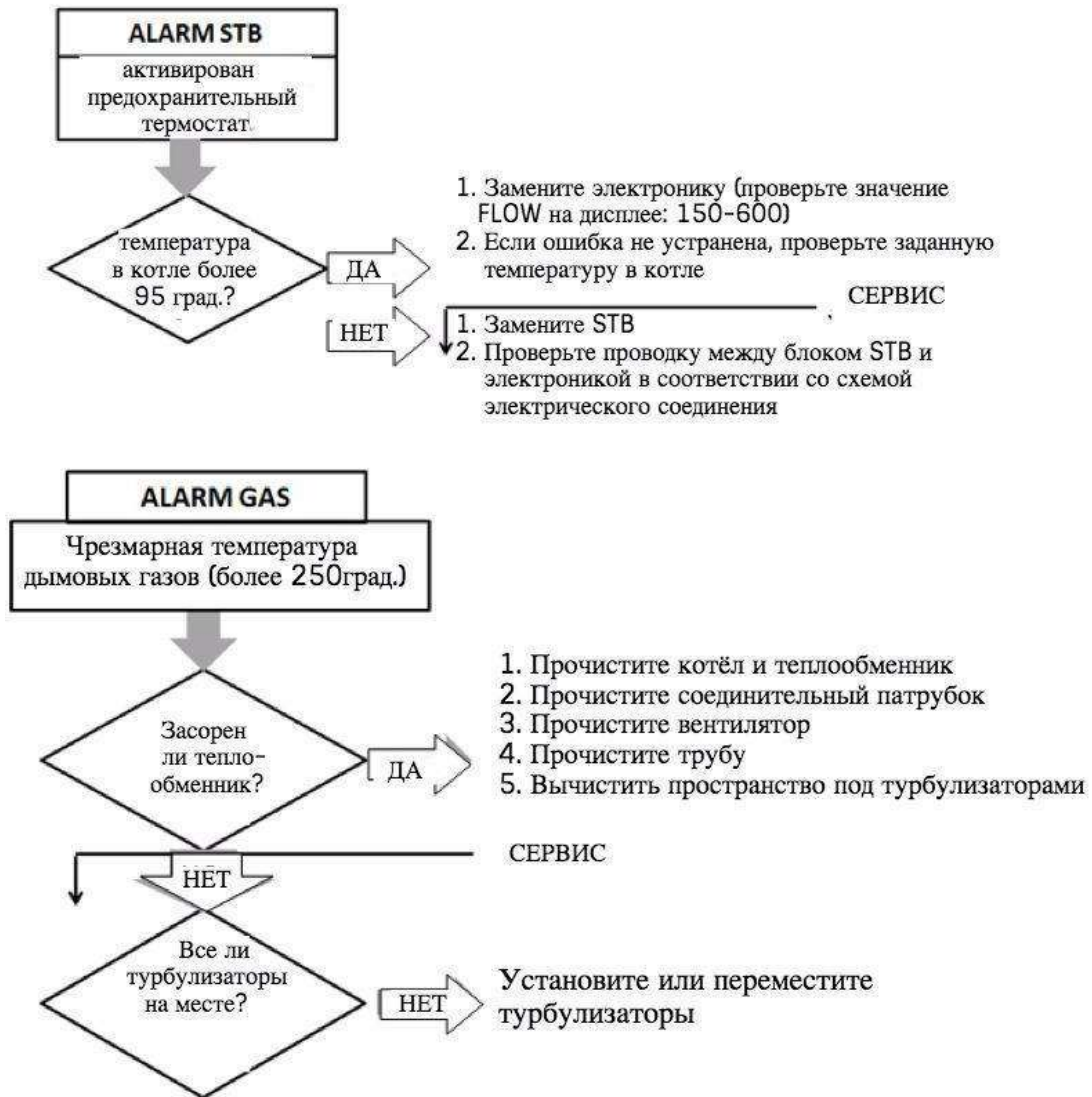 ALARM STB
активирован
предохранительный
термостат
температура
в котле более
95 град.?
ДА
1. Замените электронику (проверьте значение
FLOW на дисплее: 150-600)
2. Если ошибка не устранена, проверьте заданную
температуру в котле
СЕРВИС
НЕТ
1. Замените STB
2. Проверьте проводку между блоком STB и
электроникой в соответствии со схемой
электрического соединения
ALARM GAS
Чрезмарная температура
дымовых газов (более 250град.)
Засорен
ли тепло-
обменник?
ДА
1. Прочистите котёл и теплообменник
2. Прочистите соединительный патрубок
3. Прочистите вентилятор
4. Прочистите трубу
5. Вычистить пространство под турбулизаторами
СЕРВИС
НЕТ
Все ли
турбулизаторы
на месте?
НЕТ
Установите или переместите
турбулизаторы